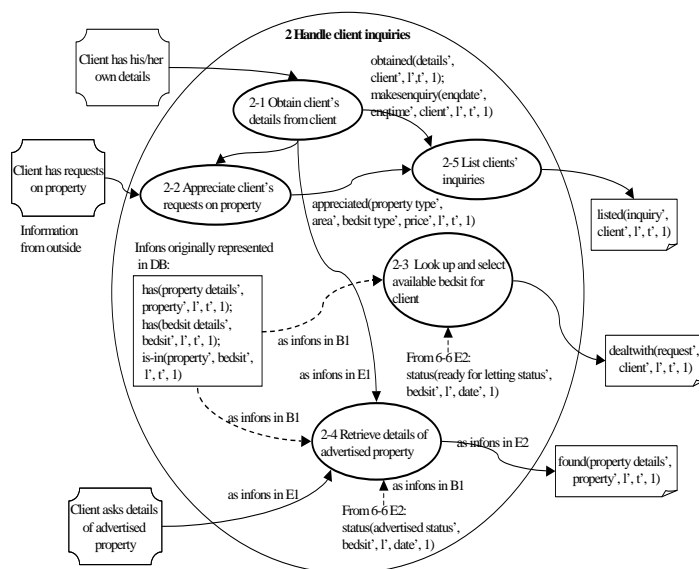 2 Handle client inquiries
Client has his/her
own details
obtained(details’,
client’, l’,t’, 1);
makesenquiry(enqdate’,
enqtime’, client’, l’, t’, 1)
2-1 Obtain client’s
details from client
2-5 List clients’
inquiries
Client has requests
on property
2-2 Appreciate client’s
requests on property
appreciated(property type’,
area’, bedsit type’, price’, l’, t’, 1)
listed(inquiry’,
client’, l’, t’, 1)
Information
from outside
Infons originally represented
in DB:
has(property details’,
property’, l’, t’, 1);
has(bedsit details’,
bedsit’, l’, t’, 1);
is-in(property’, bedsit’,
l’, t’, 1)
2-3 Look up and select
available bedsit for
client
as infons in B1
dealtwith(request’,
client’, l’, t’, 1)
From 6-6 E2:
status(ready for letting status’,
bedsit’, l’, date’, 1)
as infons in E1
as infons in B1
2-4 Retrieve details of
advertised property
as infons in E2
found(property details’,
property’, l’, t’, 1)
as infons in B1
as infons in E1
Client asks details
of advertised
property
From 6-6 E2:
status(advertised status’,
bedsit’, l’, date’, 1)